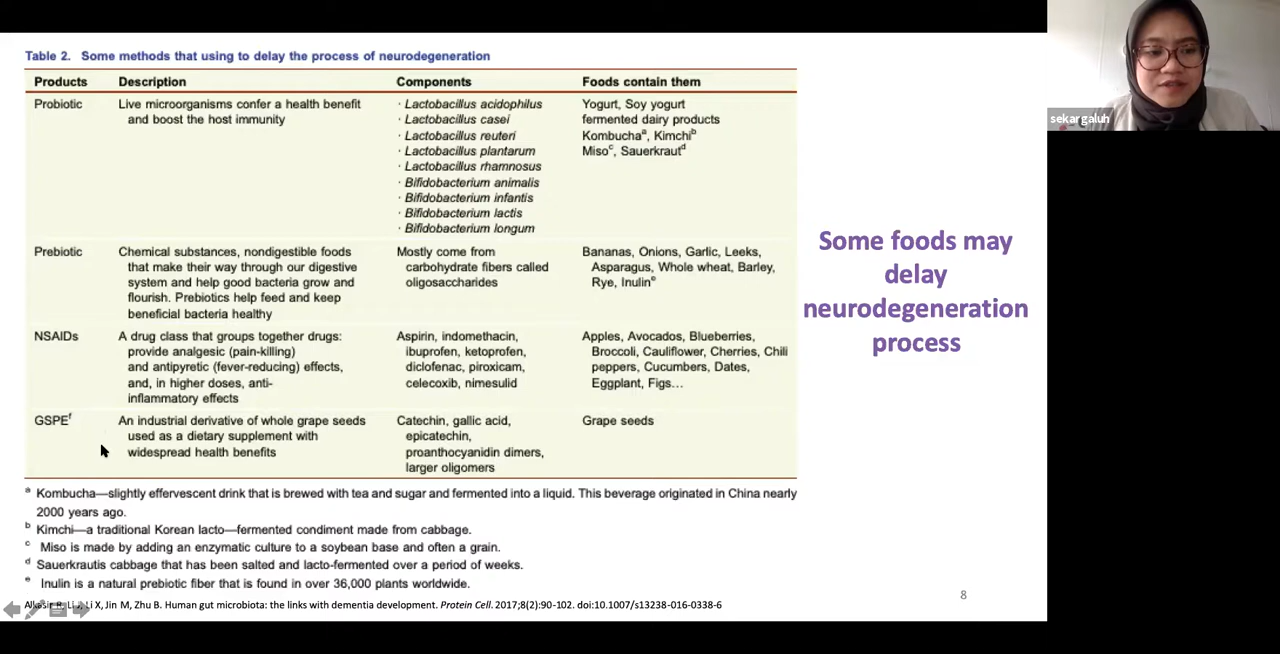 Table 2. Some methods that using to delay the process of neurodegeneration
Products Description Components Foods contain them
Probiotic Live microorganisms confer a health benefit · Lactobacillus acidophilus Yogurt, Soy yogurt
and boost the host immunity · Lactobacillus casei fermented dairy products
· Lactobacillus reuteri Kombuchaᵃ, Kimchiᵇ
· Lactobacillus plantarum Misoᶜ, Sauerkrautᵈ
· Lactobacillus rhamnosus
· Bifidobacterium animalis
· Bifidobacterium infantis
· Bifidobacterium lactis
· Bifidobacterium longum
Prebiotic Chemical substances, nondigestible foods Mostly come from Bananas, Onions, Garlic, Leeks,
that make their way through our digestive carbohydrate fibers called Asparagus, Whole wheat, Barley,
system and help good bacteria grow and oligosaccharides Rye, Inulinᵉ
flourish. Prebiotics help feed and keep
beneficial bacteria healthy
NSAIDs A drug class that groups together drugs: Aspirin, indomethacin, Apples, Avocados, Blueberries,
provide analgesic (pain-killing) ibuprofen, ketoprofen, Broccoli, Cauliflower, Cherries, Chili
and antipyretic (fever-reducing) effects, diclofenac, piroxicam, peppers, Cucumbers, Dates,
and, in higher doses, anti- celecoxib, nimesulid Eggplant, Figs…
inflammatory effects
GSPEᶠ An industrial derivative of whole grape seeds Catechin, gallic acid, Grape seeds
used as a dietary supplement with epicatechin,
widespread health benefits proanthocyanidin dimers,
larger oligomers
ᵃ Kombucha—slightly effervescent drink that is brewed with tea and sugar and fermented into a liquid. This beverage originated in China nearly
2000 years ago.
ᵇ Kimchi—a traditional Korean lacto—fermented condiment made from cabbage.
ᶜ Miso is made by adding an enzymatic culture to a soybean base and often a grain.
ᵈ Sauerkrautis cabbage that has been salted and lacto-fermented over a period of weeks.
ᵉ Inulin is a natural prebiotic fiber that is found in over 36,000 plants worldwide.
Li X, Jin M, Zhu B. Human gut microbiota: the links with dementia development. Protein Cell. 2017;8(2):90-102. doi:10.1007/s13238-016-0338-6
Some foods may
delay
neurodegeneration
process
8
sekargaluh